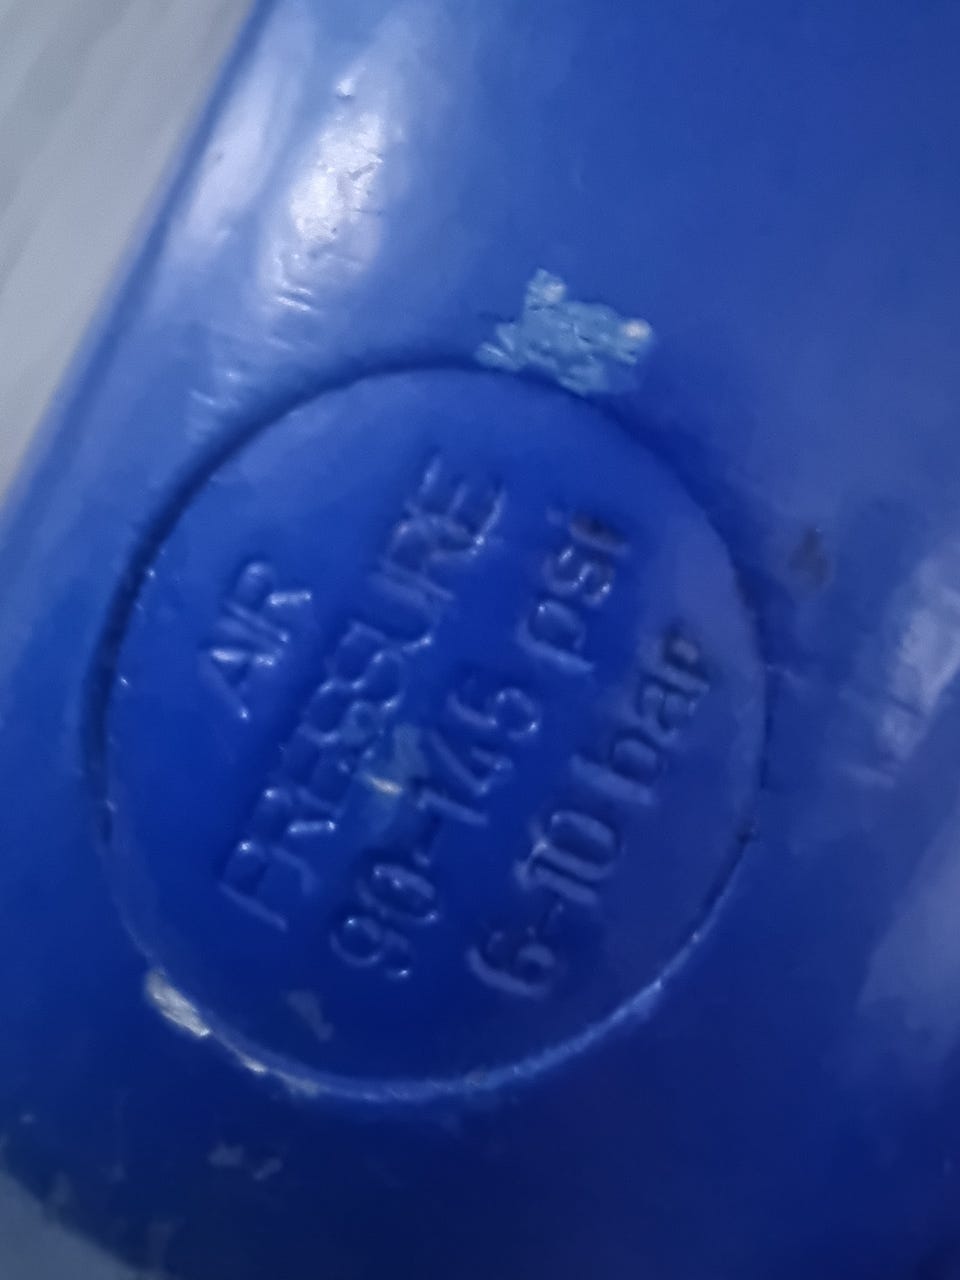 AIR
PRESSURE
90-145 psi
6-10 bar